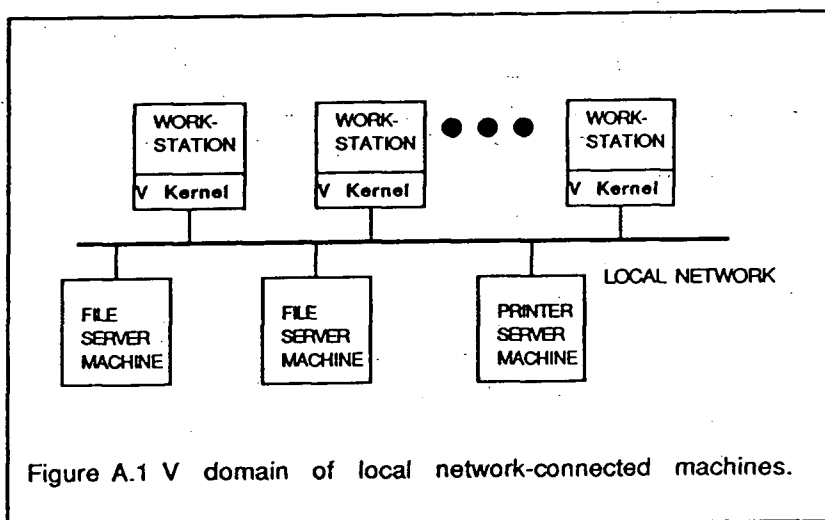 WORK-
STATION
V Kernel
WORK-
STATION
V Kernel
WORK-
STATION
V Kernel
LOCAL NETWORK
FILE
SERVER
MACHINE
FILE
SERVER
MACHINE
PRINTER
SERVER
MACHINE
Figure A.1 V domain of local network-connected machines.